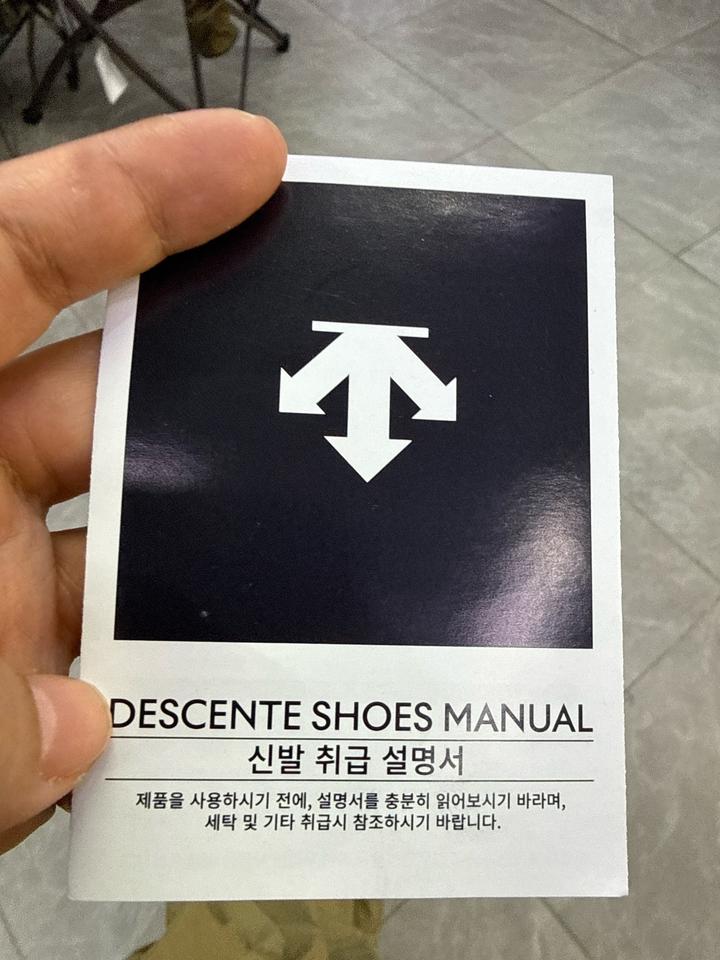 DESCENTE SHOES MANUAL
신발 취급 설명서
제품을 사용하시기 전에, 설명서를 충분히 읽어보시기 바라며,
세탁 및 기타 취급시 참조하시기 바랍니다.